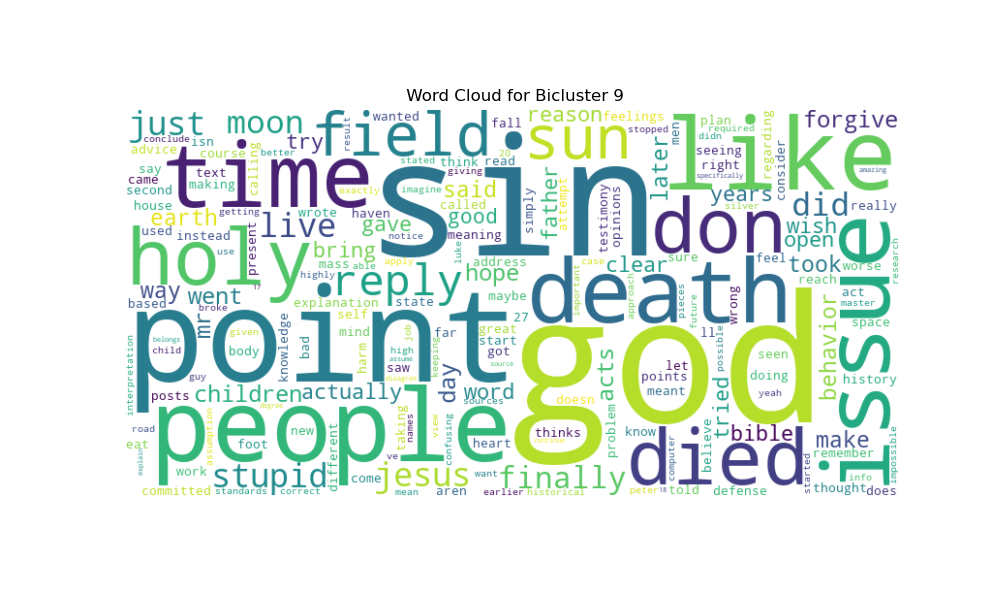 Word Cloud for Bicluster 9
just moon field reason feelings plan forgive
conclude isn try result wanted fall sun stopped men required didn regarding
advice course calling better stated think read 20 seeing right consider
say text making time sin giving like specifically amazing
came second exactly imagine said simply father attempt testimony opinions later years
house wrote haven called good don silver did really
earth getting live gave notice meaning wish
used instead present bring luke open issue research
holy use mass able apply address case clear sure feel took worse
way went 17 reply hope death important approach pieces future wrong reach act
based highly explanation state maybe master
mr broke self 27 ll possible behavior space
interpretation point given knowledge mind far great start god seen
belongs child body bad harm high job keeping got let history
guy assume saw source acts points doing
posts children actually disagree day word doesn meant yeah
people degree sources problem tried
road assumption new names view thinks died bible make
eat foot different taking confusing heart continue know believe remember
explain work ve want computer impossible
stupid come jesus finally started info
committed standards correct mean aren earlier historical peter 18 told defense thought does